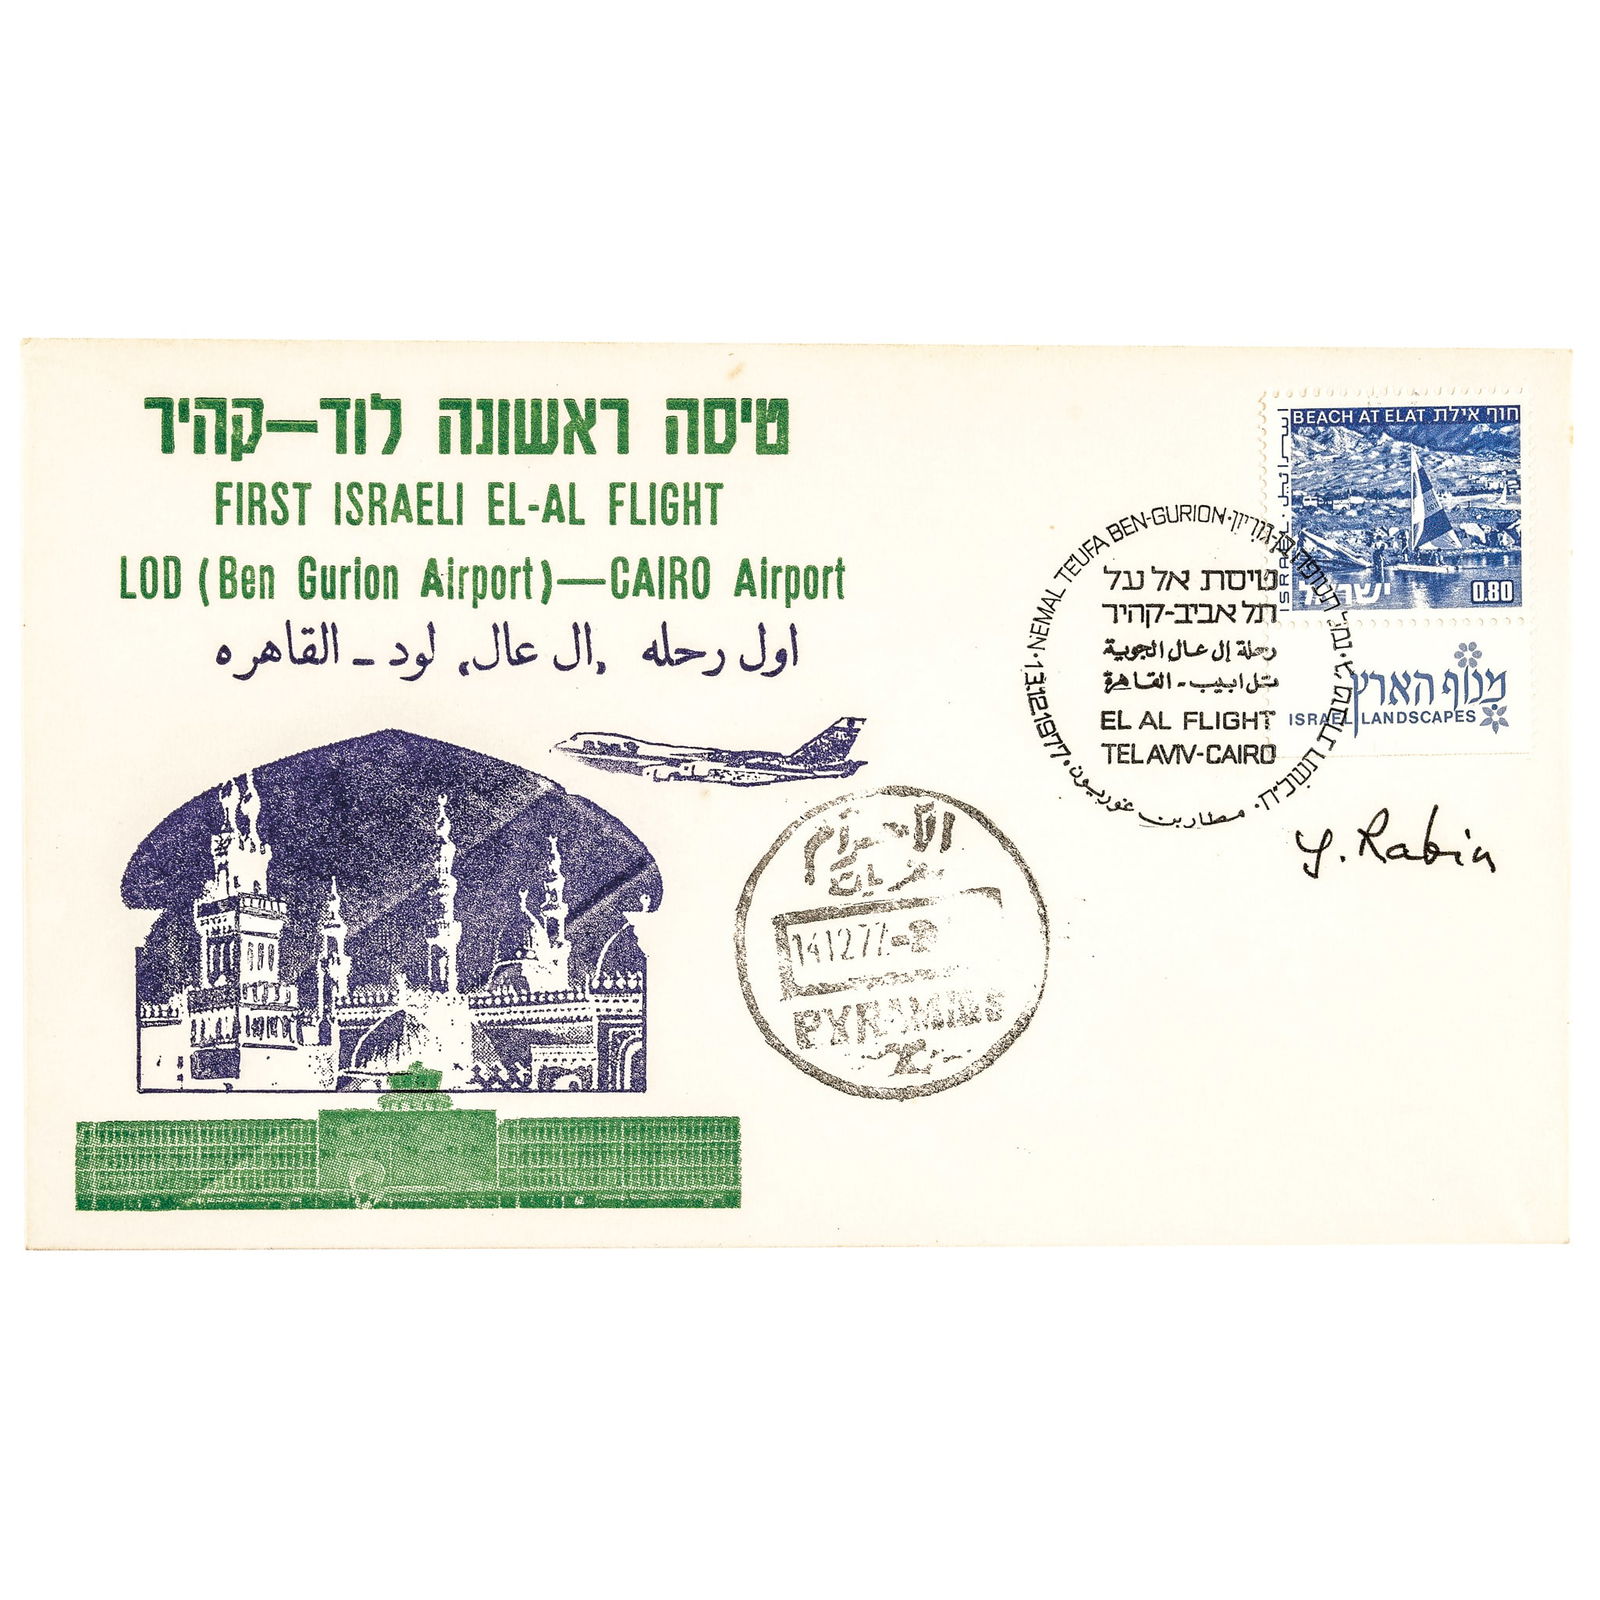 טיסה ראשונה לוד—קהיר
FIRST ISRAELI EL-AL FLIGHT
LOD (Ben Gurion Airport)—CAIRO Airport
اول رحله „ال عال„ لود - القاهره
BEACH AT ELAT חוף אילת
اسرائيل · ISRAEL
ישראל
0.80
מנוף הארץ
ISRAEL LANDSCAPES
13.12.1977 · NEMAL TEUFA BEN-GURION ·
תשל״ח · مطار بن غوريون ·
טיסת אל על
תל אביב-קהיר
رحلة إل عال الجوية
تل ابيب - القاهرة
EL AL FLIGHT
TEL AVIV-CAIRO
Y. Rabin
الأهرام
14 12 77
PYRAMIDS